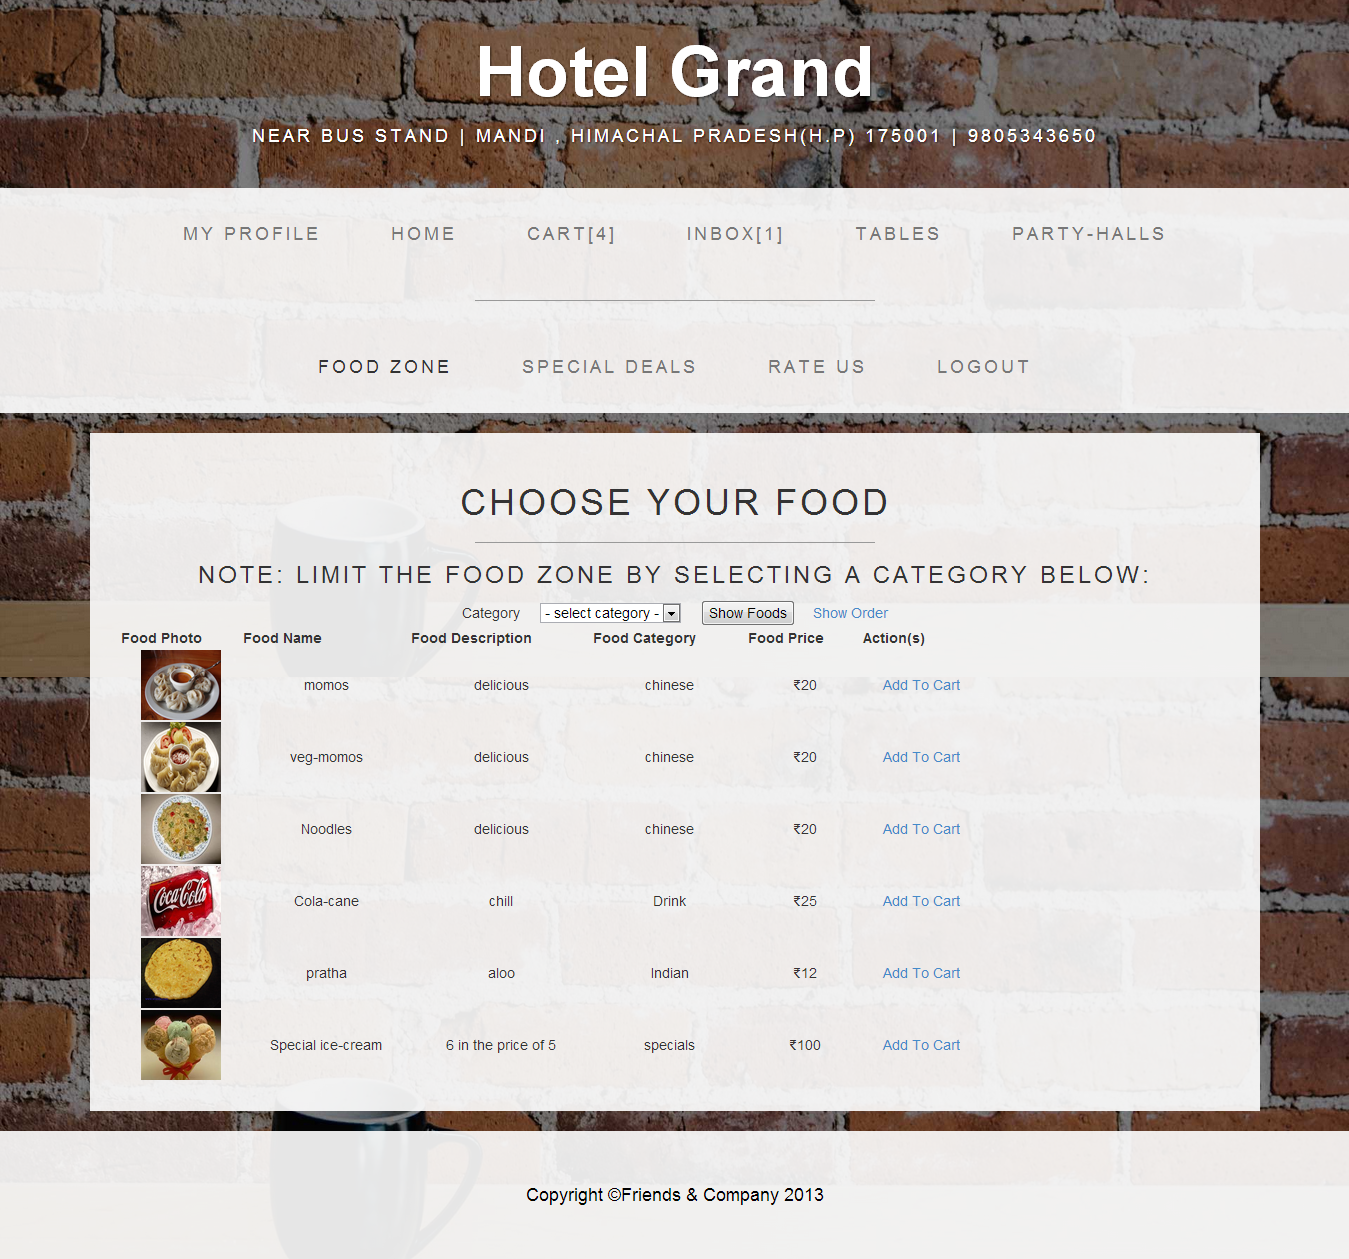 Hotel Grand
NEAR BUS STAND | MANDI , HIMACHAL PRADESH(H.P) 175001 | 9805343650
MY PROFILE HOME CART[4] INBOX[1] TABLES PARTY-HALLS
FOOD ZONE SPECIAL DEALS RATE US LOGOUT
CHOOSE YOUR FOOD
NOTE: LIMIT THE FOOD ZONE BY SELECTING A CATEGORY BELOW:
Category - select category - Show Foods Show Order
Food Photo Food Name Food Description Food Category Food Price Action(s)
momos delicious chinese ₹20 Add To Cart
veg-momos delicious chinese ₹20 Add To Cart
Noodles delicious chinese ₹20 Add To Cart
Coca-Cola Cola-cane chill Drink ₹25 Add To Cart
pratha aloo Indian ₹12 Add To Cart
Special ice-cream 6 in the price of 5 specials ₹100 Add To Cart
Copyright ©Friends & Company 2013